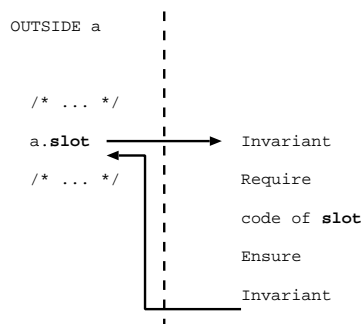 OUTSIDE a
/* ... */
a.slot
Invariant
/* ... */
Require
code of slot
Ensure
Invariant